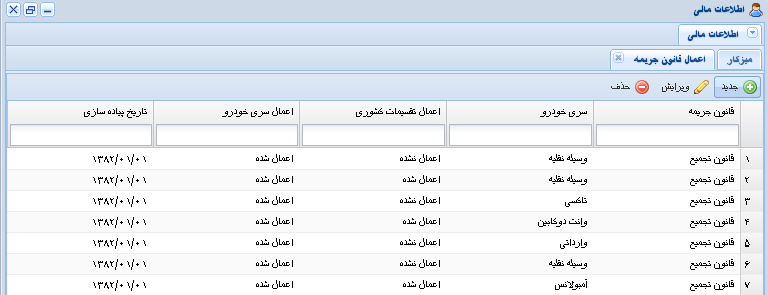 اطلاعات مالی
اطلاعات مالی
میزکار اعمال قانون جریمه
جدید ویرایش حذف
قانون جریمه سری خودرو اعمال تقسیمات کشوری اعمال سری خودرو تاریخ پیاده سازی
۱ قانون تجمیع وسیله نقلیه اعمال نشده اعمال شده ۱۳۸۲/۰۱/۰۱
۲ قانون تجمیع وسیله نقلیه اعمال شده اعمال شده ۱۳۸۲/۰۱/۰۱
۳ قانون تجمیع تاکسی اعمال نشده اعمال شده ۱۳۸۲/۰۱/۰۱
۴ قانون تجمیع وانت دوکابین اعمال شده اعمال شده ۱۳۸۲/۰۱/۰۱
۵ قانون تجمیع وارداتی اعمال نشده اعمال شده ۱۳۸۲/۰۱/۰۱
۶ قانون تجمیع وسیله نقلیه اعمال نشده اعمال شده ۱۳۸۲/۰۱/۰۱
۷ قانون تجمیع آمبولانس اعمال شده اعمال شده ۱۳۸۲/۰۱/۰۱